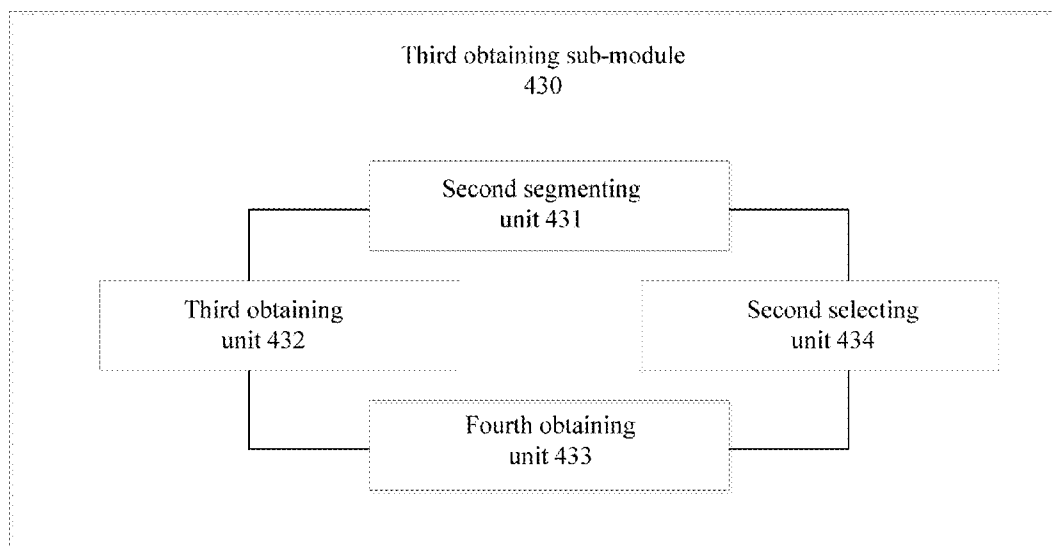 Third obtaining sub-module
430
Second segmenting
unit 431
Third obtaining
unit 432
Second selecting
unit 434
Fourth obtaining
unit 433